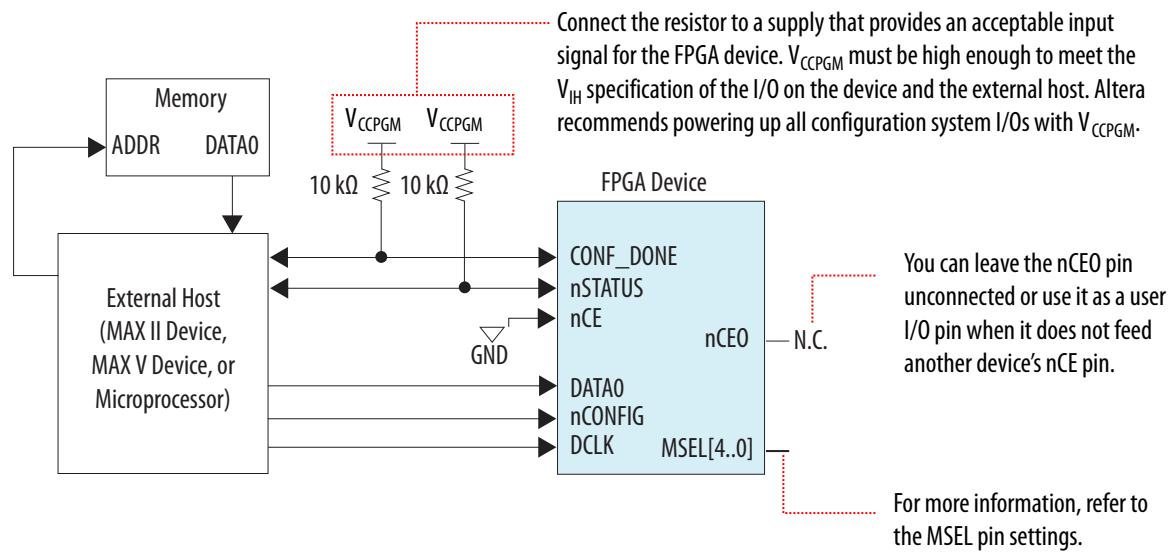 Connect the resistor to a supply that provides an acceptable input
signal for the FPGA device. VCCPGM must be high enough to meet the
VIH specification of the I/O on the device and the external host. Altera
recommends powering up all configuration system I/Os with VCCPGM.
Memory
ADDR DATA0
VCCPGM VCCPGM
10 kΩ 10 kΩ
FPGA Device
External Host
(MAX II Device,
MAX V Device, or
Microprocessor)
CONF_DONE
nSTATUS
nCE
GND
nCEO
N.C.
DATA0
nCONFIG
DCLK
MSEL[4..0]
You can leave the nCEO pin
unconnected or use it as a user
I/O pin when it does not feed
another device's nCE pin.
For more information, refer to
the MSEL pin settings.